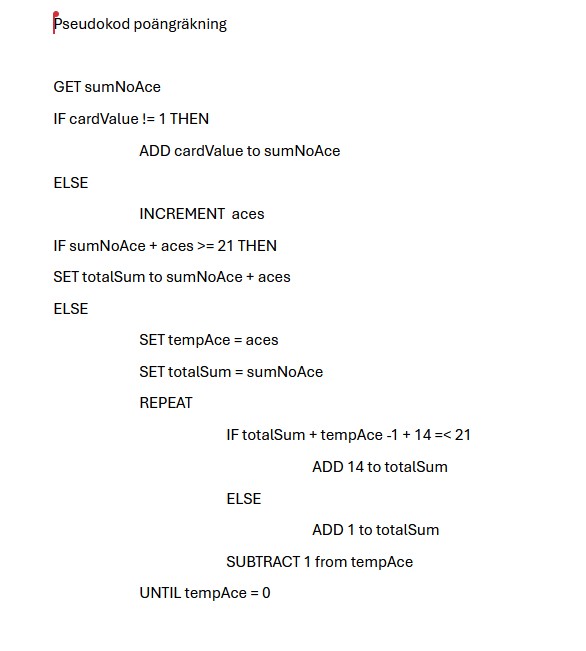 Pseudokod poängräkning
GET sumNoAce
IF cardValue != 1 THEN
ADD cardValue to sumNoAce
ELSE
INCREMENT  aces
IF sumNoAce + aces >= 21 THEN
SET totalSum to sumNoAce + aces
ELSE
SET tempAce = aces
SET totalSum = sumNoAce
REPEAT
IF totalSum + tempAce -1 + 14 =< 21
ADD 14 to totalSum
ELSE
ADD 1 to totalSum
SUBTRACT 1 from tempAce
UNTIL tempAce = 0